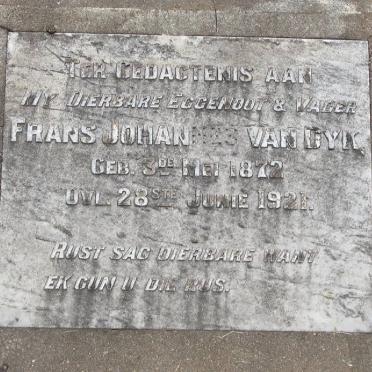 TER GEDACTENIS AAN
MY DIERBARE EGGENOOT & VADER
FRANS JOHANNES VAN DYK,
GEB. 3DE MEI 1872
OVL. 28STE JUNIE 1921.
RUST SAG DIERBARE WANT
EK GUN U DIE RUS.